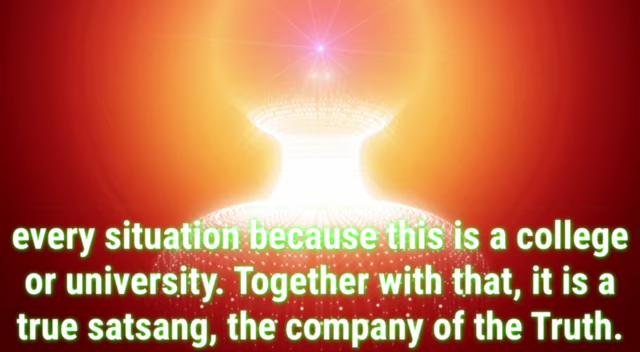 every situation because this is a college
or university. Together with that, it is a
true satsang, the company of the Truth.